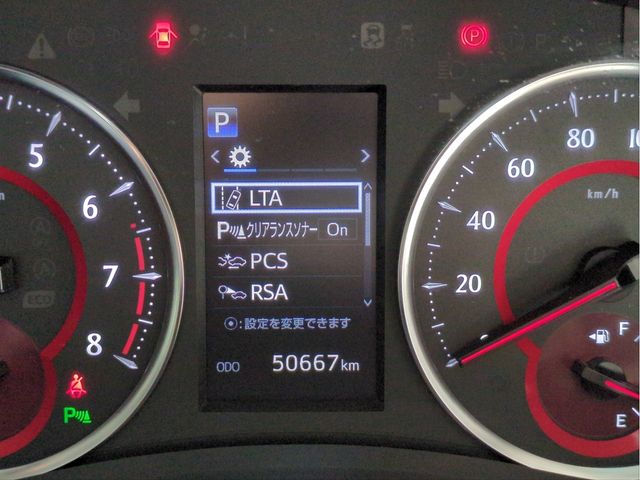 P
LTA
Pクリアランスソナー On
PCS
RSA
:設定を変更できます
ODO 50667km
5
6
7
8
P
P
20
40
60
80
km/h
F
E